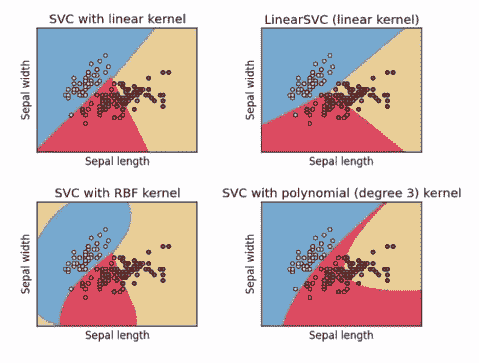 SVC with linear kernel
LinearSVC (linear kernel)
Sepal width
Sepal width
Sepal length
Sepal length
SVC with RBF kernel
SVC with polynomial (degree 3) kernel
Sepal width
Sepal width
Sepal length
Sepal length